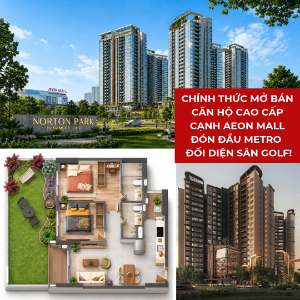 NORTON PARK
CHÍNH THỨC MỞ BÁN
CĂN HỘ CAO CẤP
CẠNH AEON MALL
ĐÓN ĐẦU METRO
ĐỐI DIỆN SÂN GOLF!